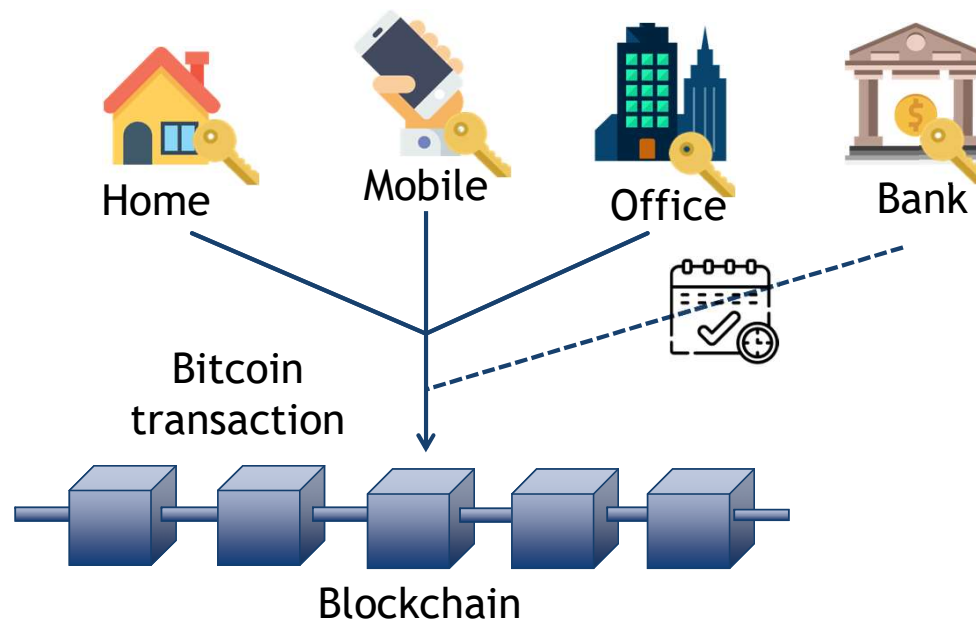 Home
Mobile
Office
Bank
Bitcoin
transaction
Blockchain